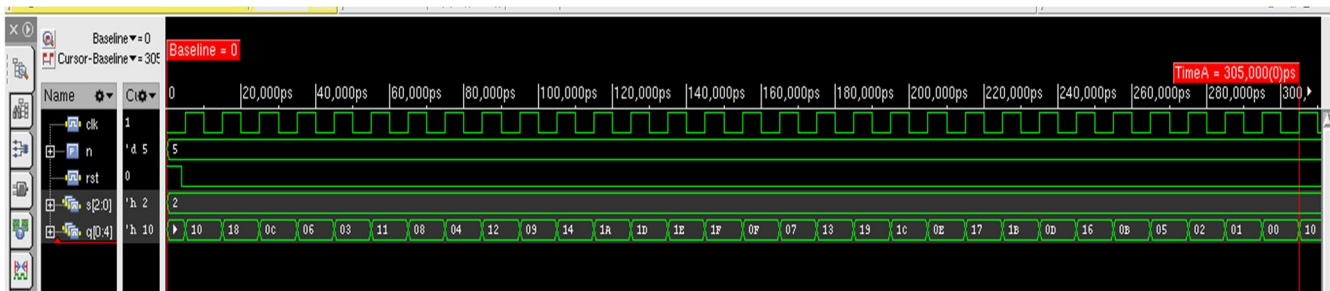 Baseline▼= 0
Cursor-Baseline▼= 305
Baseline = 0
TimeA = 305,000(0)ps
Name
0 20,000ps 40,000ps 60,000ps 80,000ps 100,000ps 120,000ps 140,000ps 160,000ps 180,000ps 200,000ps 220,000ps 240,000ps 260,000ps 280,000ps 300,
clk 1
n 'd 5 5
rst 0
s[2:0] 'h 2 2
q[0:4] 'h 10 10 18 0C 06 03 11 08 04 12 09 14 1A 1D 1E 1F 0F 07 13 19 1C 0E 17 1B 0D 16 0B 05 02 01 00 10